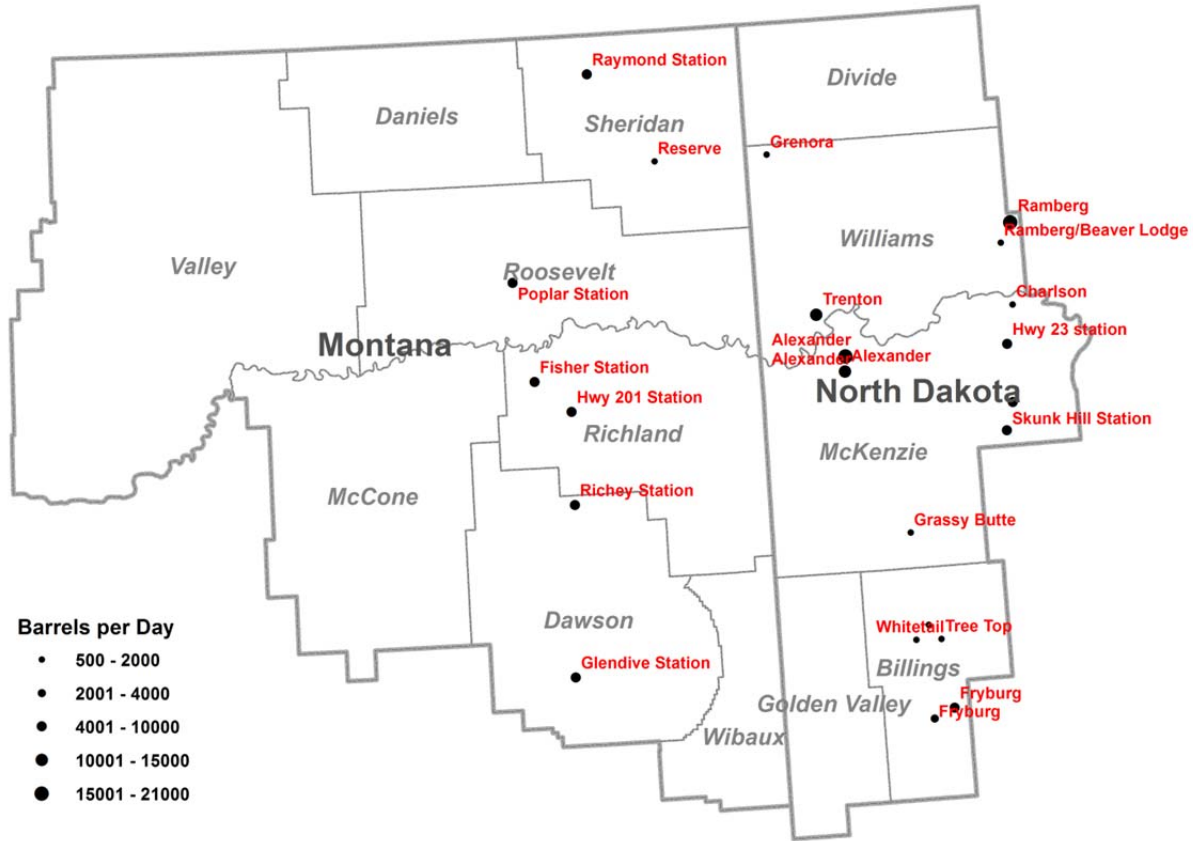 Raymond Station
Divide
Daniels
Sheridan
Reserve
Grenora
Ramberg
Ramberg/Beaver Lodge
Williams
Valley
Roosevelt
Poplar Station
Charlson
Trenton
Hwy 23 station
Alexander
Montana
Alexander
Alexander
Fisher Station
North Dakota
Hwy 201 Station
Skunk Hill Station
Richland
McKenzie
McCone
Richey Station
Grassy Butte
Dawson
Whitetail
Tree Top
Glendive Station
Billings
Fryburg
Golden Valley
Fryburg
Wibaux
Barrels per Day
500 - 2000
2001 - 4000
4001 - 10000
10001 - 15000
15001 - 21000